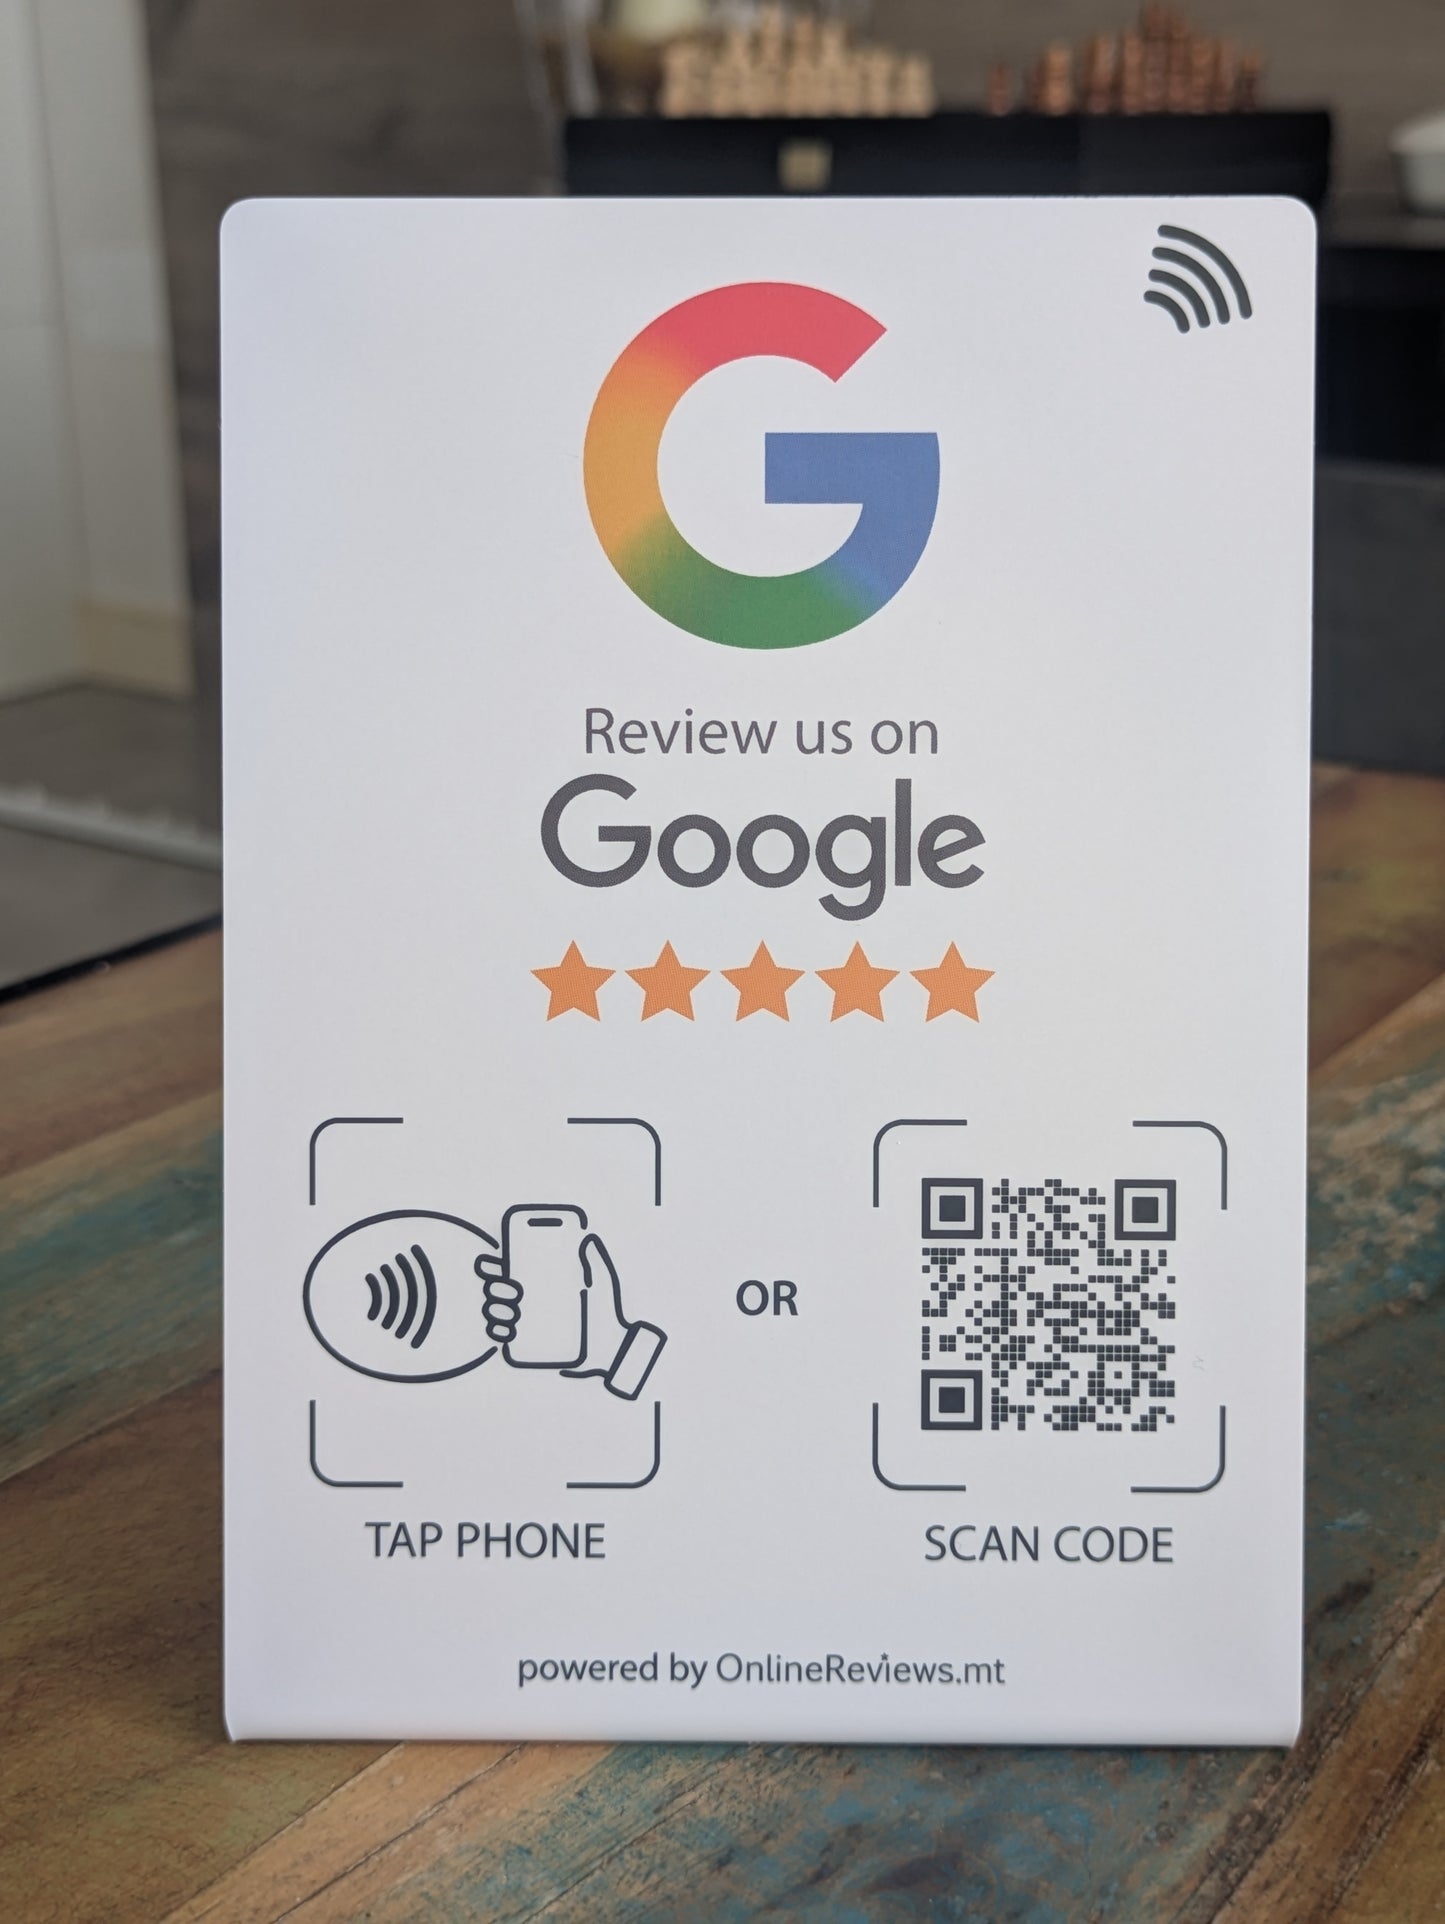 G
Review us on
Google
OR
TAP PHONE
SCAN CODE
powered by OnlineReviews.mt